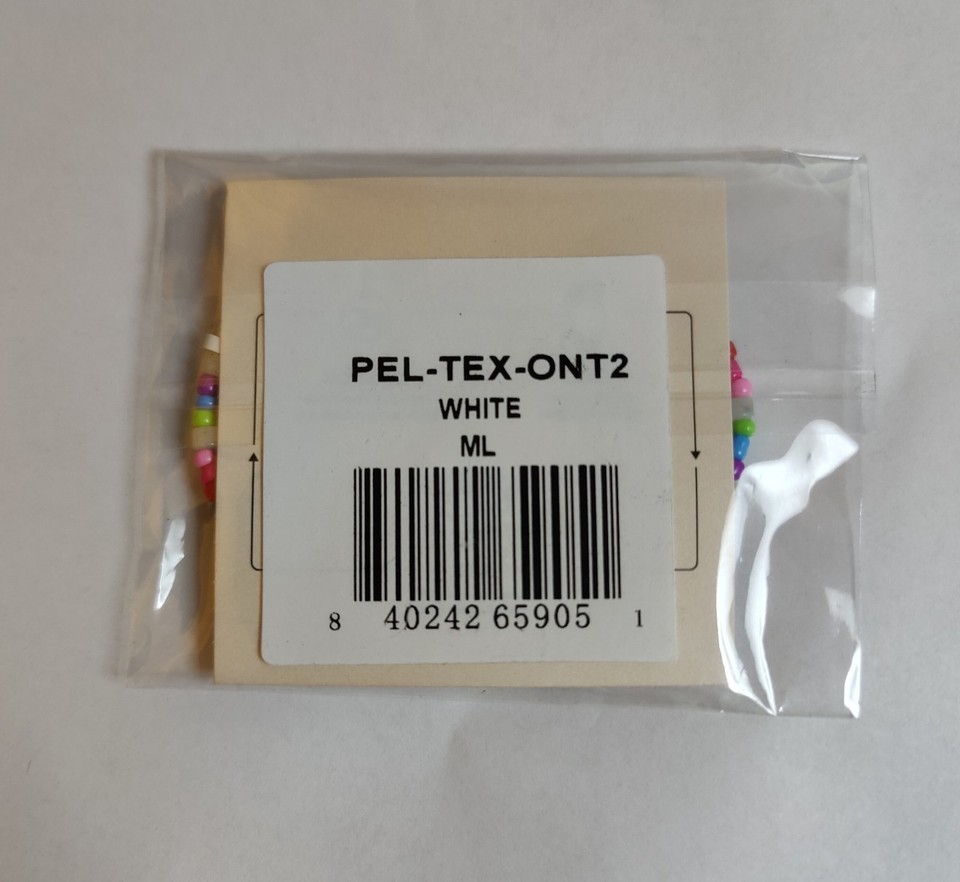 PEL-TEX-ONT2
WHITE
ML
8 40242 65905 1